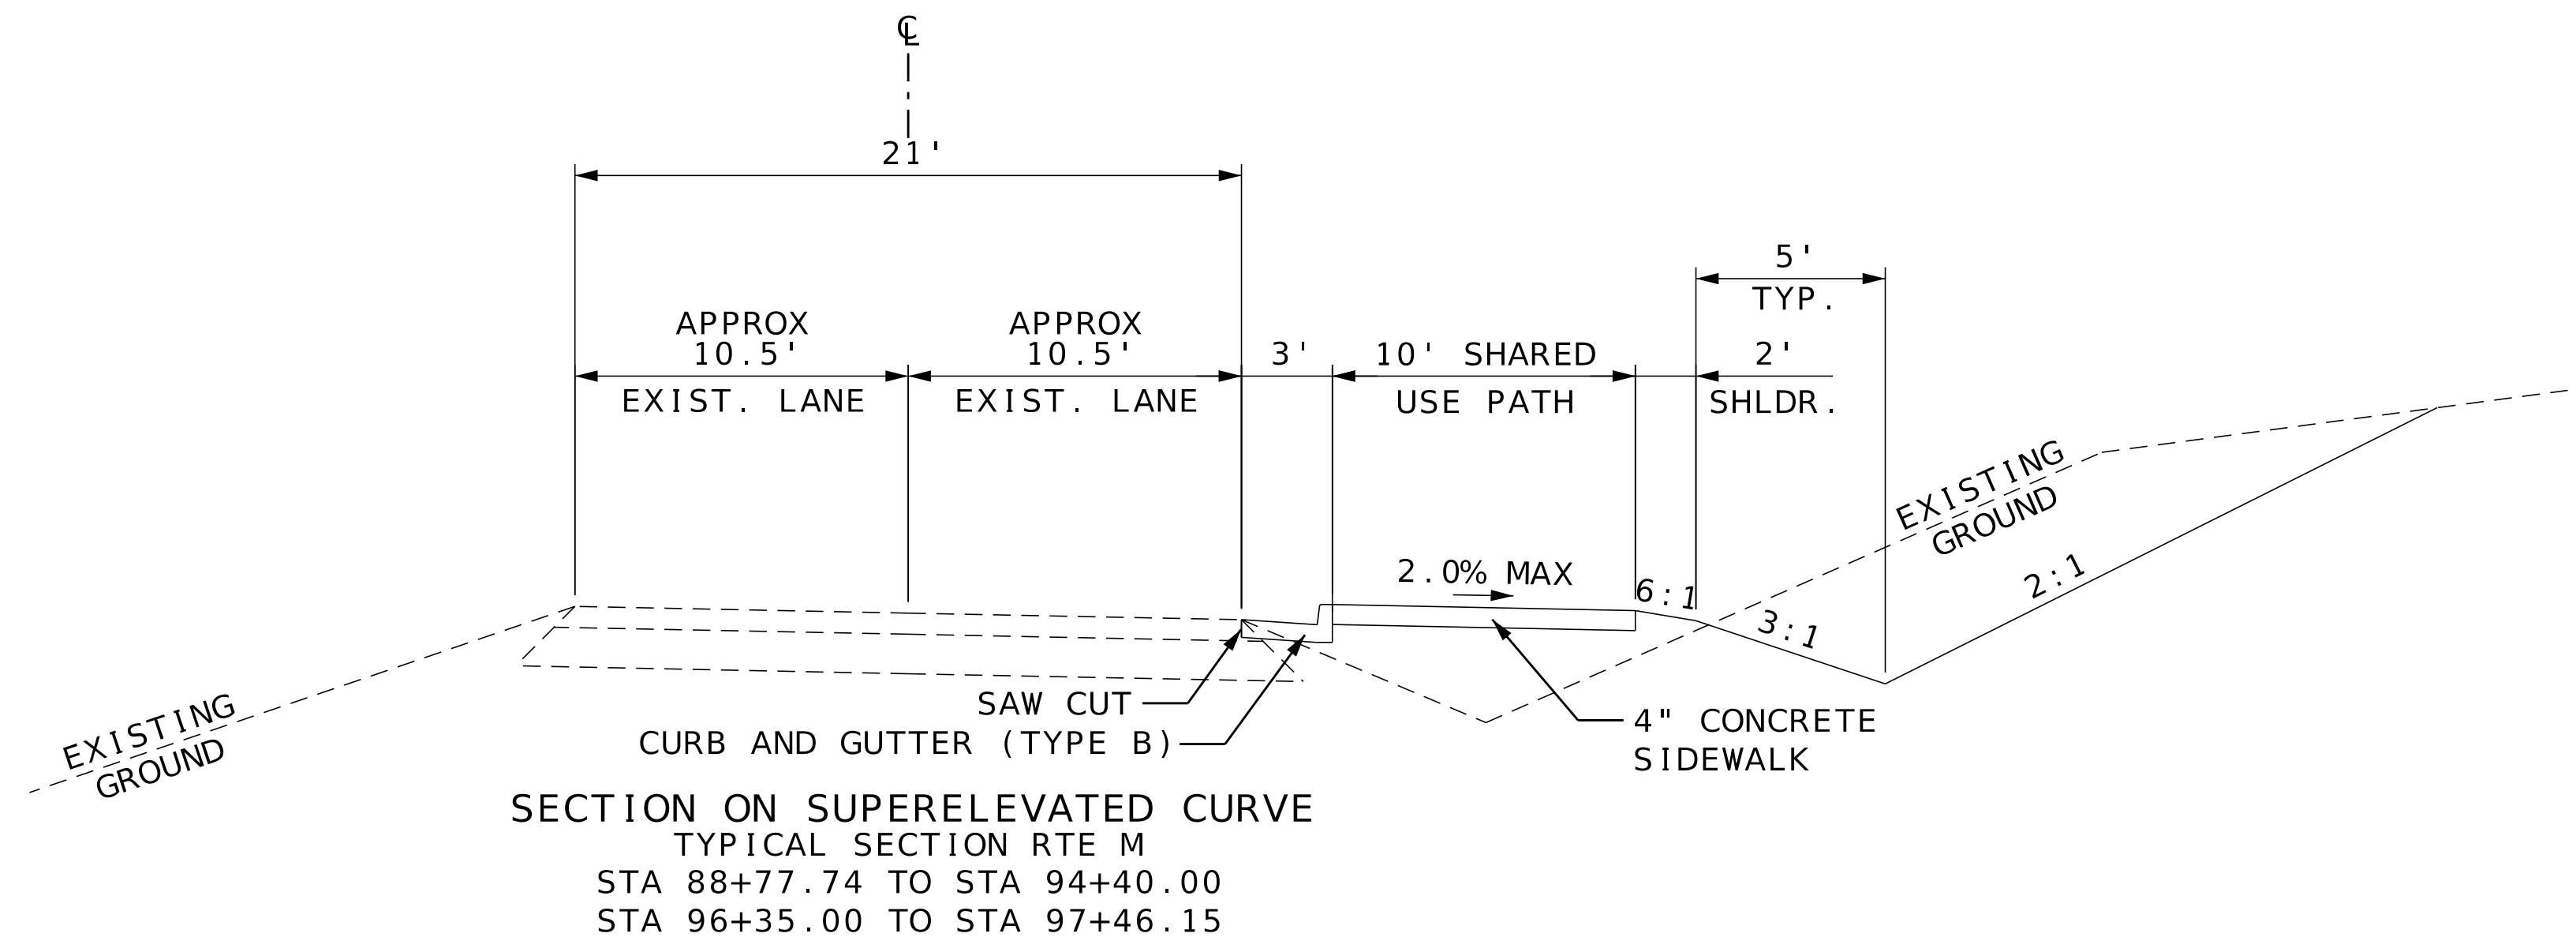 ℄
21'
5'
TYP.
APPROX
10.5'
EXIST. LANE
APPROX
10.5'
EXIST. LANE
3'
10' SHARED
USE PATH
2'
SHLDR.
EXISTING
GROUND
2.0% MAX
6:1
3:1
2:1
EXISTING
GROUND
SAW CUT
CURB AND GUTTER (TYPE B)
4" CONCRETE
SIDEWALK
SECTION ON SUPERELEVATED CURVE
TYPICAL SECTION RTE M
STA 88+77.74 TO STA 94+40.00
STA 96+35.00 TO STA 97+46.15